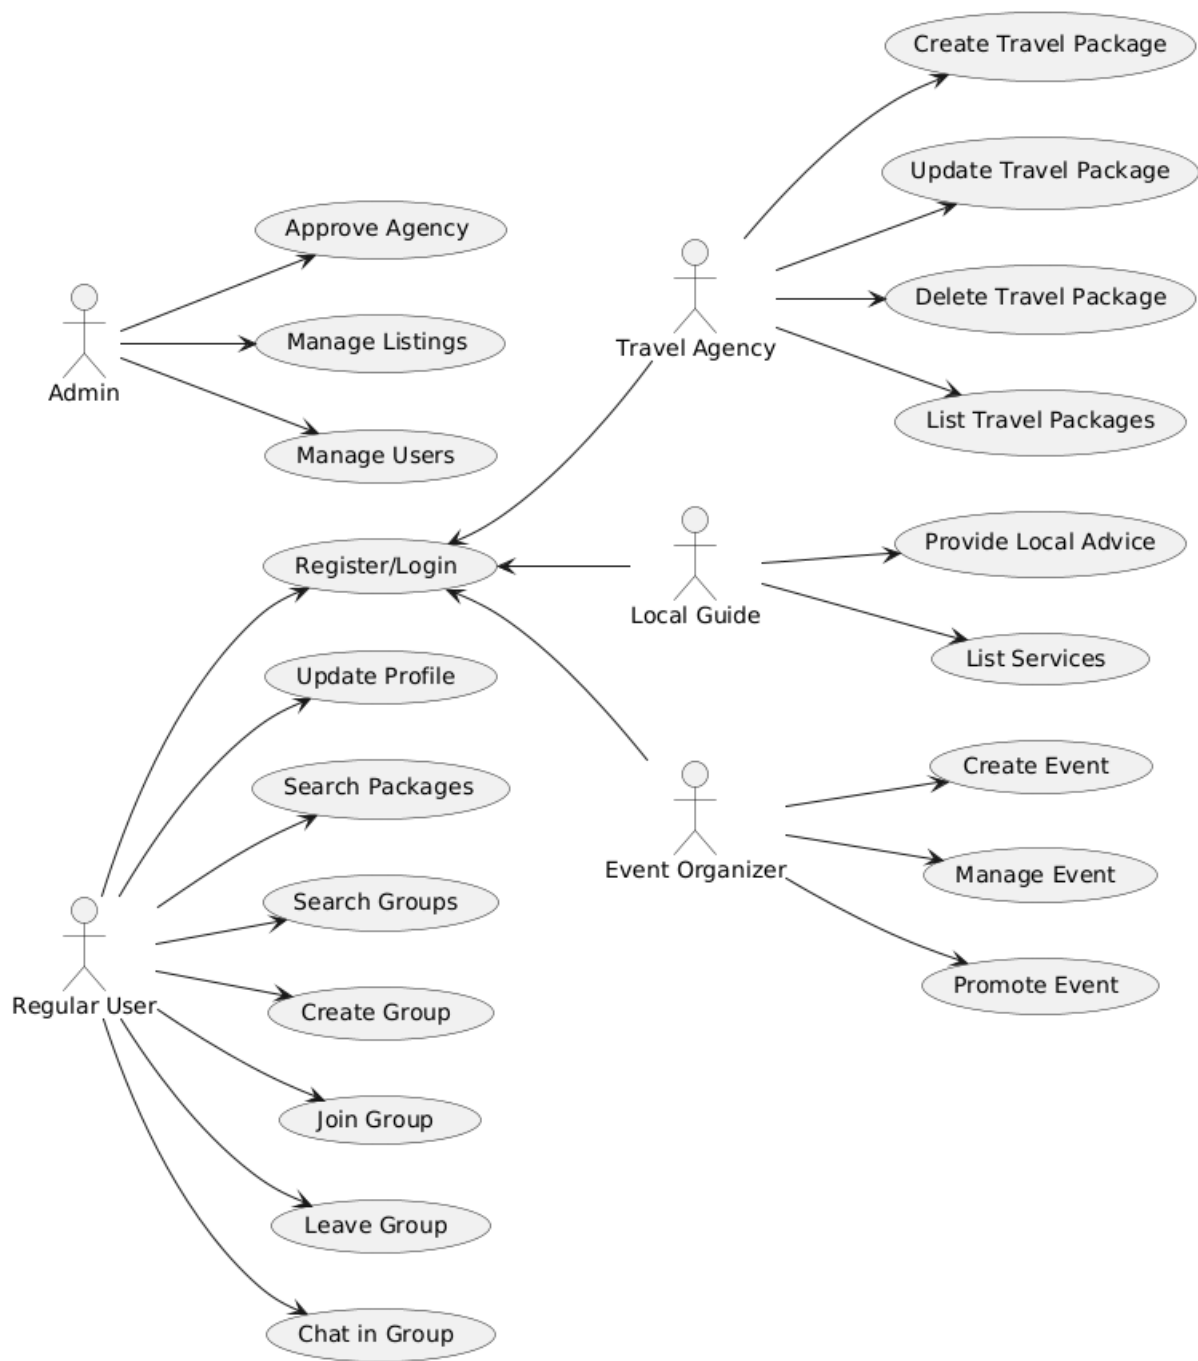 Create Travel Package
Update Travel Package
Approve Agency
Delete Travel Package
Manage Listings
Travel Agency
Admin
List Travel Packages
Manage Users
Provide Local Advice
Register/Login
Local Guide
List Services
Update Profile
Create Event
Search Packages
Event Organizer
Manage Event
Search Groups
Promote Event
Regular User
Create Group
Join Group
Leave Group
Chat in Group